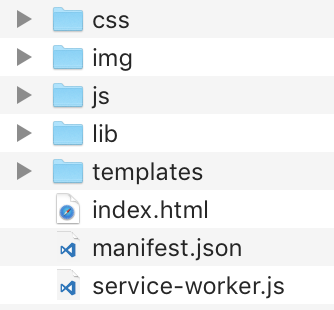 css
img
js
lib
templates
index.html
manifest.json
service-worker.js